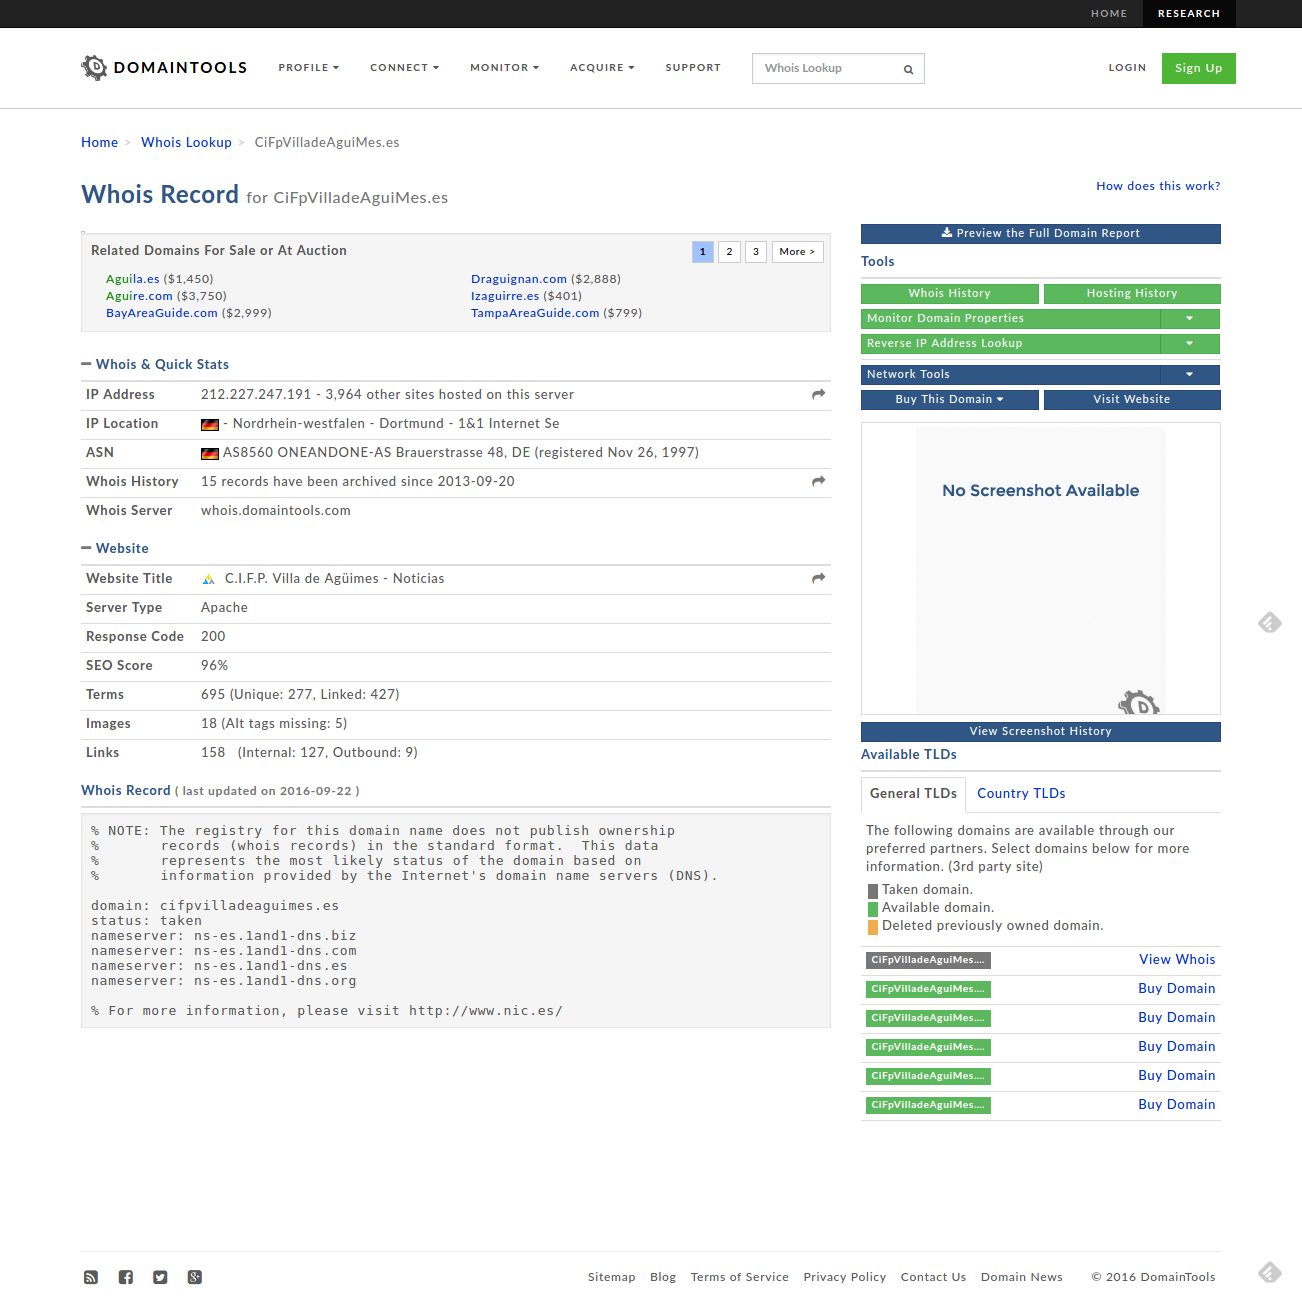 HOME RESEARCH
DOMAINTOOLS PROFILE CONNECT MONITOR ACQUIRE SUPPORT Whois Lookup LOGIN Sign Up
Home > Whois Lookup > CiFpVilladeAguiMes.es
Whois Record for CiFpVilladeAguiMes.es
How does this work?
Related Domains For Sale or At Auction 1 2 3 More >
Aguila.es ($1,450) Draguignan.com ($2,888)
Aguire.com ($3,750) Izaguirre.es ($401)
BayAreaGuide.com ($2,999) TampaAreaGuide.com ($799)
Whois & Quick Stats
IP Address 212.227.247.191 - 3,964 other sites hosted on this server
IP Location - Nordrhein-westfalen - Dortmund - 1&1 Internet Se
ASN AS8560 ONEANDONE-AS Brauerstrasse 48, DE (registered Nov 26, 1997)
Whois History 15 records have been archived since 2013-09-20
Whois Server whois.domaintools.com
Website
Website Title C.I.F.P. Villa de Agüimes - Noticias
Server Type Apache
Response Code 200
SEO Score 96%
Terms 695 (Unique: 277, Linked: 427)
Images 18 (Alt tags missing: 5)
Links 158 (Internal: 127, Outbound: 9)
Whois Record ( last updated on 2016-09-22 )
% NOTE: The registry for this domain name does not publish ownership
% records (whois records) in the standard format. This data
% represents the most likely status of the domain based on
% information provided by the Internet's domain name servers (DNS).
domain: cifpvilladeaguimes.es
status: taken
nameserver: ns-es.1and1-dns.biz
nameserver: ns-es.1and1-dns.com
nameserver: ns-es.1and1-dns.es
nameserver: ns-es.1and1-dns.org
% For more information, please visit http://www.nic.es/
Preview the Full Domain Report
Tools
Whois History Hosting History
Monitor Domain Properties
Reverse IP Address Lookup
Network Tools
Buy This Domain Visit Website
No Screenshot Available
View Screenshot History
Available TLDs
General TLDs Country TLDs
The following domains are available through our
preferred partners. Select domains below for more
information. (3rd party site)
Taken domain.
Available domain.
Deleted previously owned domain.
CiFpVilladeAguiMes.... View Whois
CiFpVilladeAguiMes.... Buy Domain
CiFpVilladeAguiMes.... Buy Domain
CiFpVilladeAguiMes.... Buy Domain
CiFpVilladeAguiMes.... Buy Domain
CiFpVilladeAguiMes.... Buy Domain
Sitemap Blog Terms of Service Privacy Policy Contact Us Domain News © 2016 DomainTools